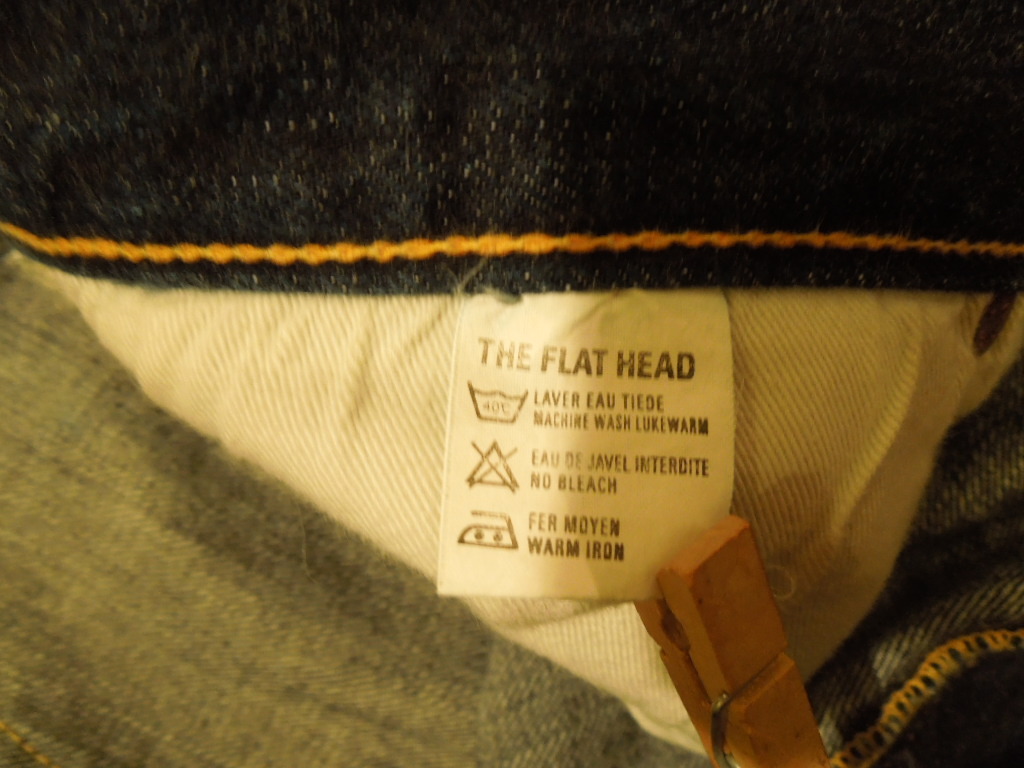 THE FLAT HEAD
40°C
LAVER EAU TIEDE
MACHINE WASH LUKEWARM
EAU DE JAVEL INTERDITE
NO BLEACH
FER MOYEN
WARM IRON